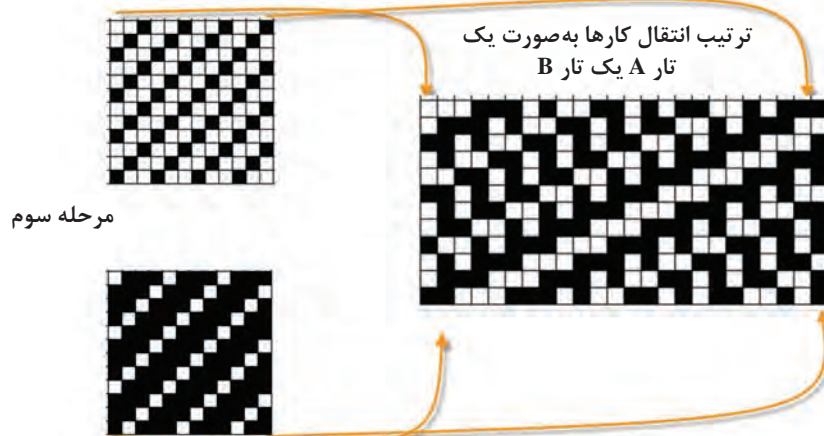 ترتیب انتقال کارها به‌صورت یک
تار A یک تار B
مرحله سوم